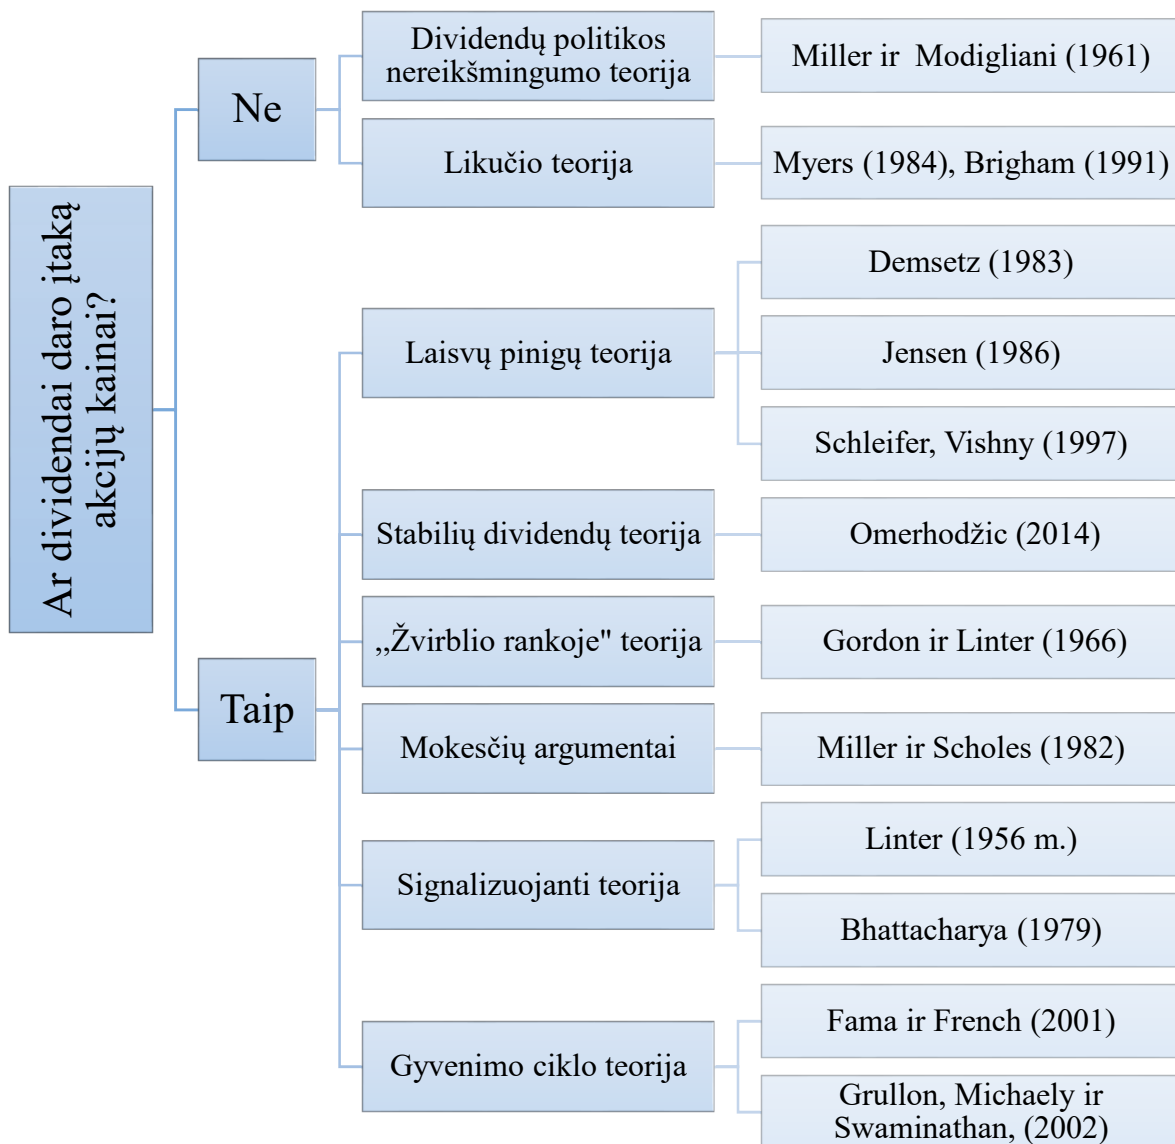 Ar dividendai daro įtaką
akcijų kainai?
Ne
Dividendų politikos
nereikšmingumo teorija
Miller ir  Modigliani (1961)
Likučio teorija
Myers (1984), Brigham (1991)
Taip
Laisvų pinigų teorija
Demsetz (1983)
Jensen (1986)
Schleifer, Vishny (1997)
Stabilių dividendų teorija
Omerhodžic (2014)
,,Žvirblio rankoje" teorija
Gordon ir Linter (1966)
Mokesčių argumentai
Miller ir Scholes (1982)
Signalizuojanti teorija
Linter (1956 m.)
Bhattacharya (1979)
Gyvenimo ciklo teorija
Fama ir French (2001)
Grullon, Michaely ir
Swaminathan, (2002)